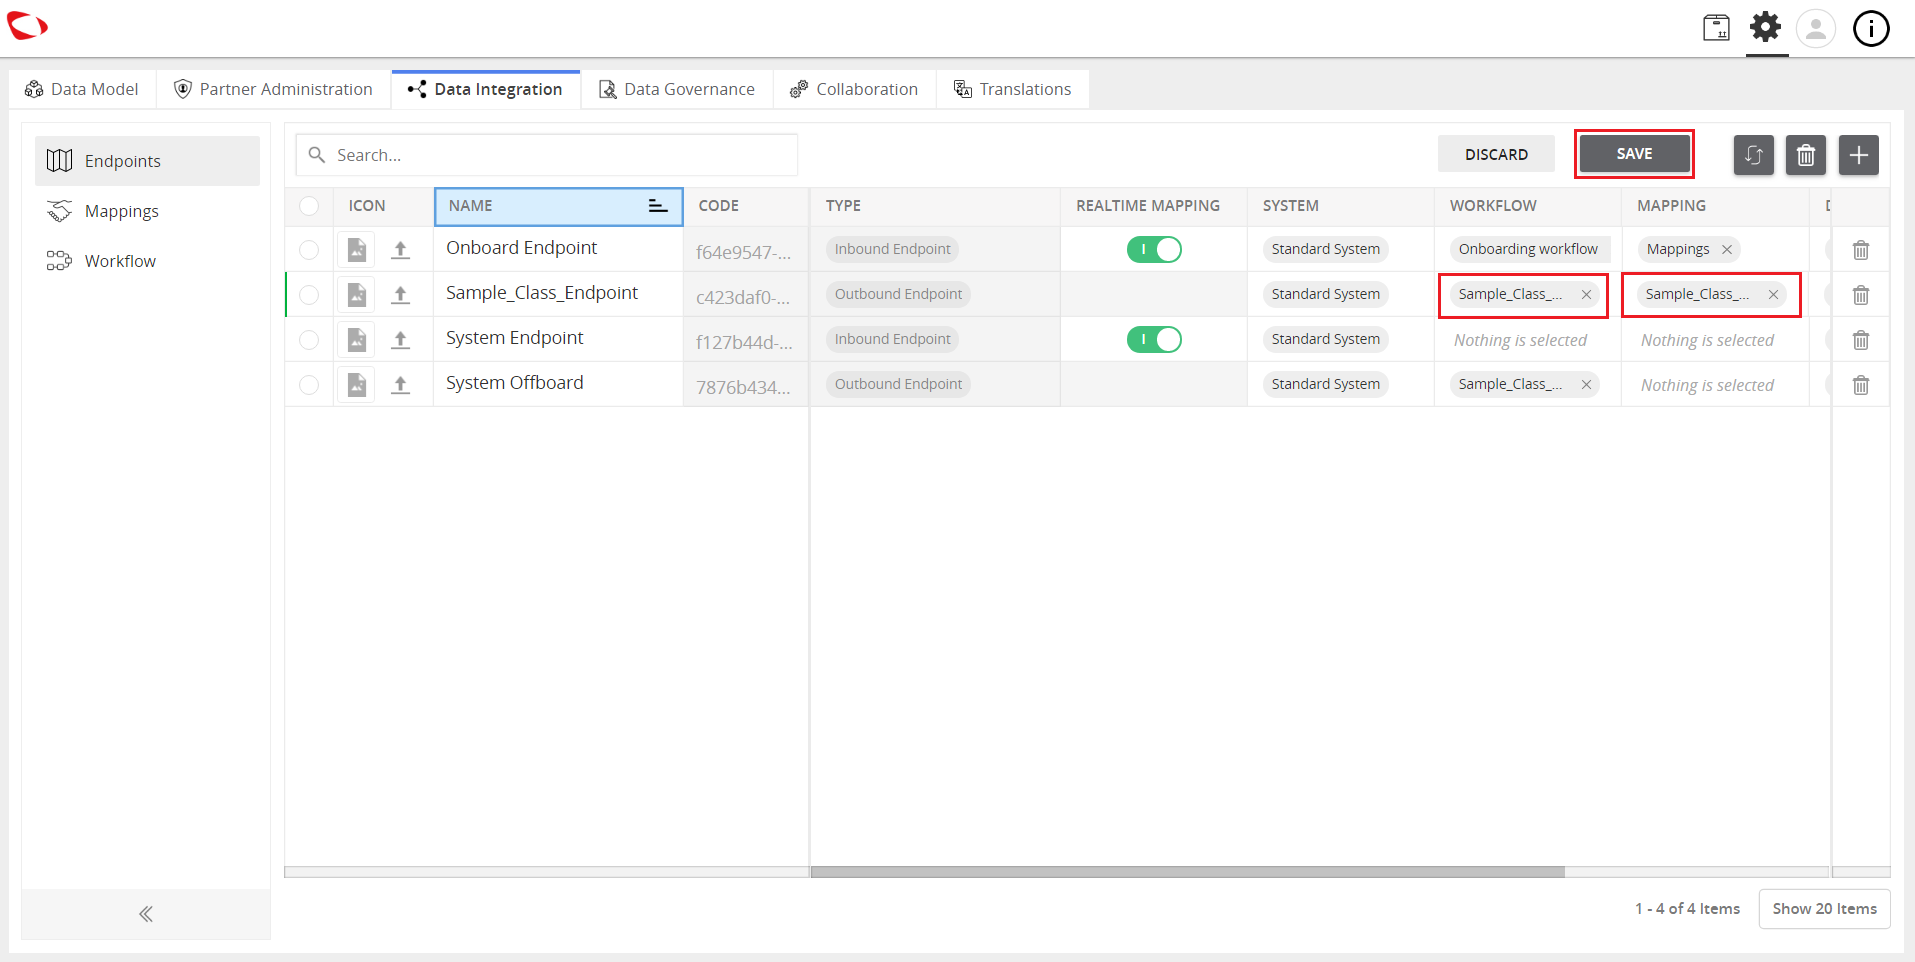 Data Model
Partner Administration
Data Integration
Data Governance
Collaboration
Translations
Endpoints
Mappings
Workflow
Search...
DISCARD
SAVE
ICON NAME CODE TYPE REALTIME MAPPING SYSTEM WORKFLOW MAPPING
Onboard Endpoint f64e9547-... Inbound Endpoint I Standard System Onboarding workflow Mappings
Sample_Class_Endpoint c423daf0-... Outbound Endpoint Standard System Sample_Class_... Sample_Class_...
System Endpoint f127b44d-... Inbound Endpoint I Standard System Nothing is selected Nothing is selected
System Offboard 7876b434... Outbound Endpoint Standard System Sample_Class_... Nothing is selected
1 - 4 of 4 Items
Show 20 Items